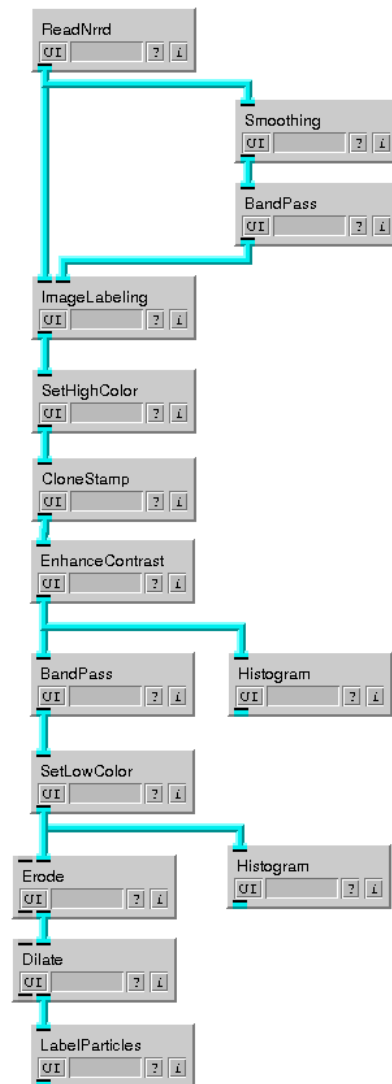 ReadNrrd
UI ? i
Smoothing
UI ? i
BandPass
UI ? i
ImageLabeling
UI ? i
SetHighColor
UI ? i
CloneStamp
UI ? i
EnhanceContrast
UI ? i
BandPass
UI ? i
Histogram
UI ? i
SetLowColor
UI ? i
Erode
UI ? i
Histogram
UI ? i
Dilate
UI ? i
LabelParticles
UI ? i